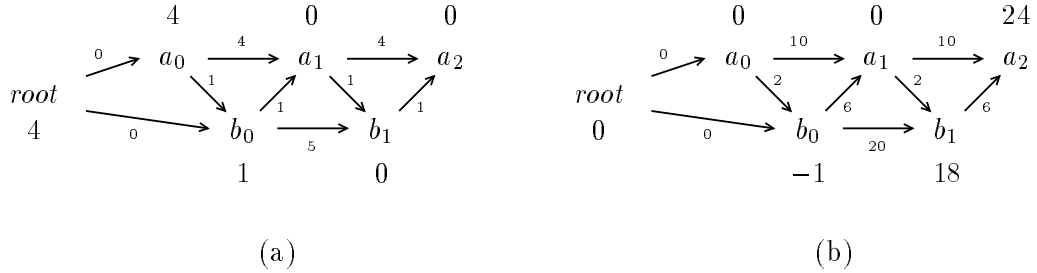 4 0 0 0 0 24
0 4 4 0 10 10
a₀ a₁ a₂ a₀ a₁ a₂
1 1 2 2
root root
1 1 6 6
4 0 b₀ b₁ 0 0 b₀ b₁
5 20
1 0 −1 18
(a) (b)